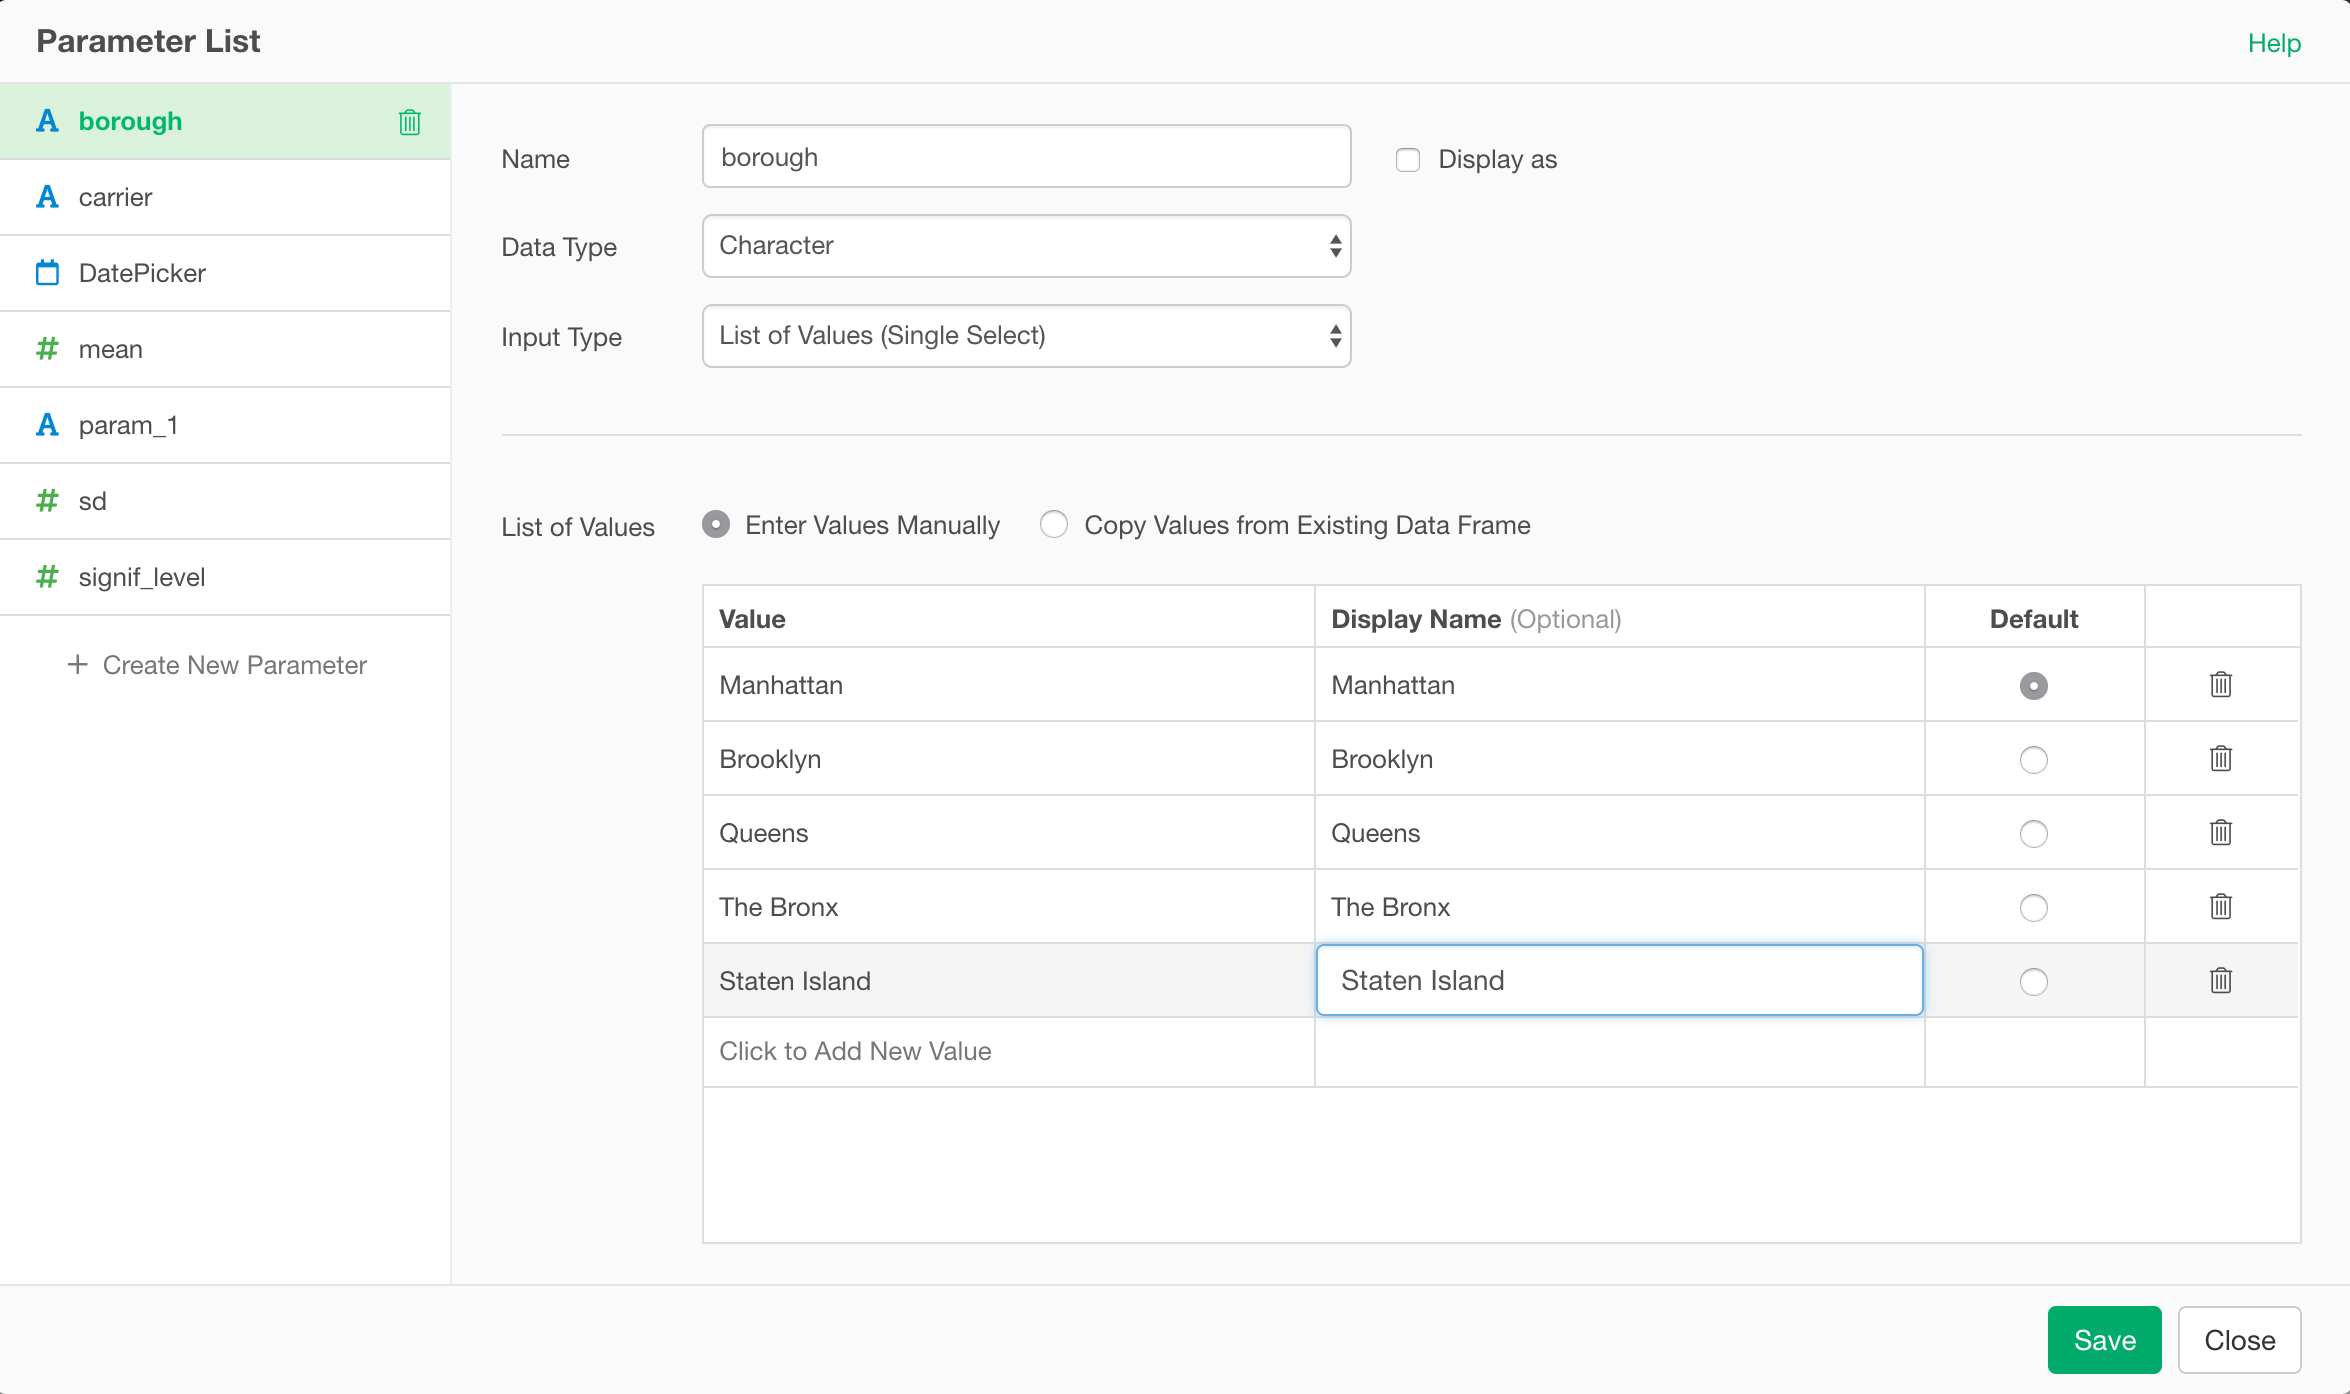 Parameter List
Help
borough
carrier
DatePicker
mean
param_1
sd
signif_level
+ Create New Parameter
Name
borough
Display as
Data Type
Character
Input Type
List of Values (Single Select)
List of Values
Enter Values Manually
Copy Values from Existing Data Frame
Value Display Name (Optional) Default
Manhattan Manhattan
Brooklyn Brooklyn
Queens Queens
The Bronx The Bronx
Staten Island Staten Island
Click to Add New Value
Save
Close